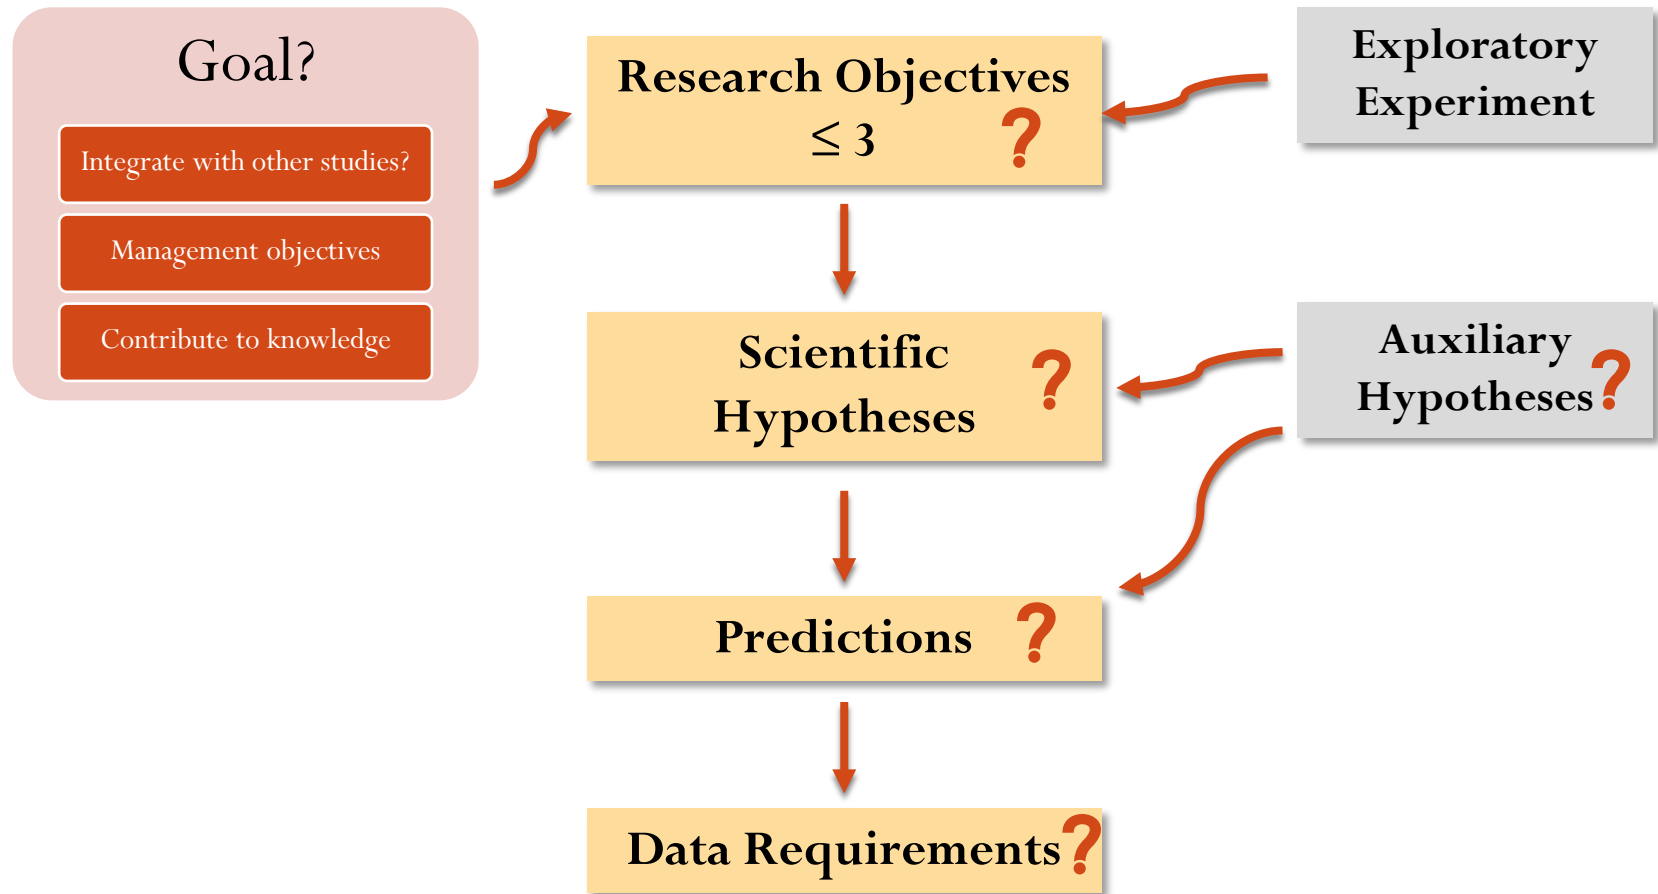 Goal?
Integrate with other studies?
Management objectives
Contribute to knowledge
Research Objectives
≤ 3 ?
Exploratory
Experiment
Scientific
Hypotheses ?
Auxiliary
Hypotheses ?
Predictions ?
Data Requirements ?